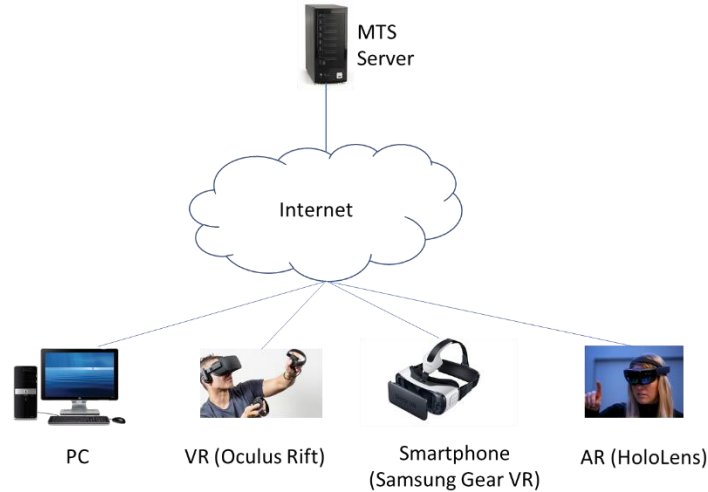 MTS
Server
Internet
PC
VR (Oculus Rift)
Smartphone
(Samsung Gear VR)
AR (HoloLens)